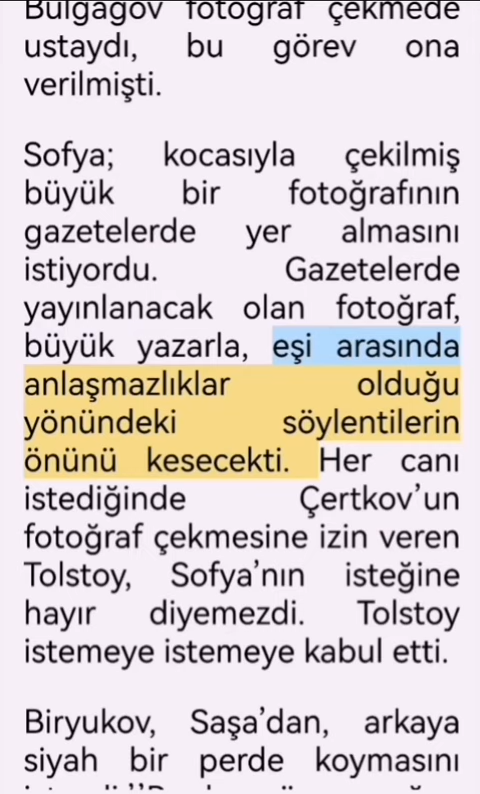 Bulgagov fotoğraf çekmede
ustaydı, bu görev ona
verilmişti.
Sofya; kocasıyla çekilmiş
büyük bir fotoğrafının
gazetelerde yer almasını
istiyordu. Gazetelerde
yayınlanacak olan fotoğraf,
büyük yazarla, eşi arasında
anlaşmazlıklar olduğu
yönündeki söylentilerin
önünü kesecekti. Her canı
istediğinde Çertkov’un
fotoğraf çekmesine izin veren
Tolstoy, Sofya’nın isteğine
hayır diyemezdi. Tolstoy
istemeye istemeye kabul etti.
Biryukov, Saşa’dan, arkaya
siyah bir perde koymasını